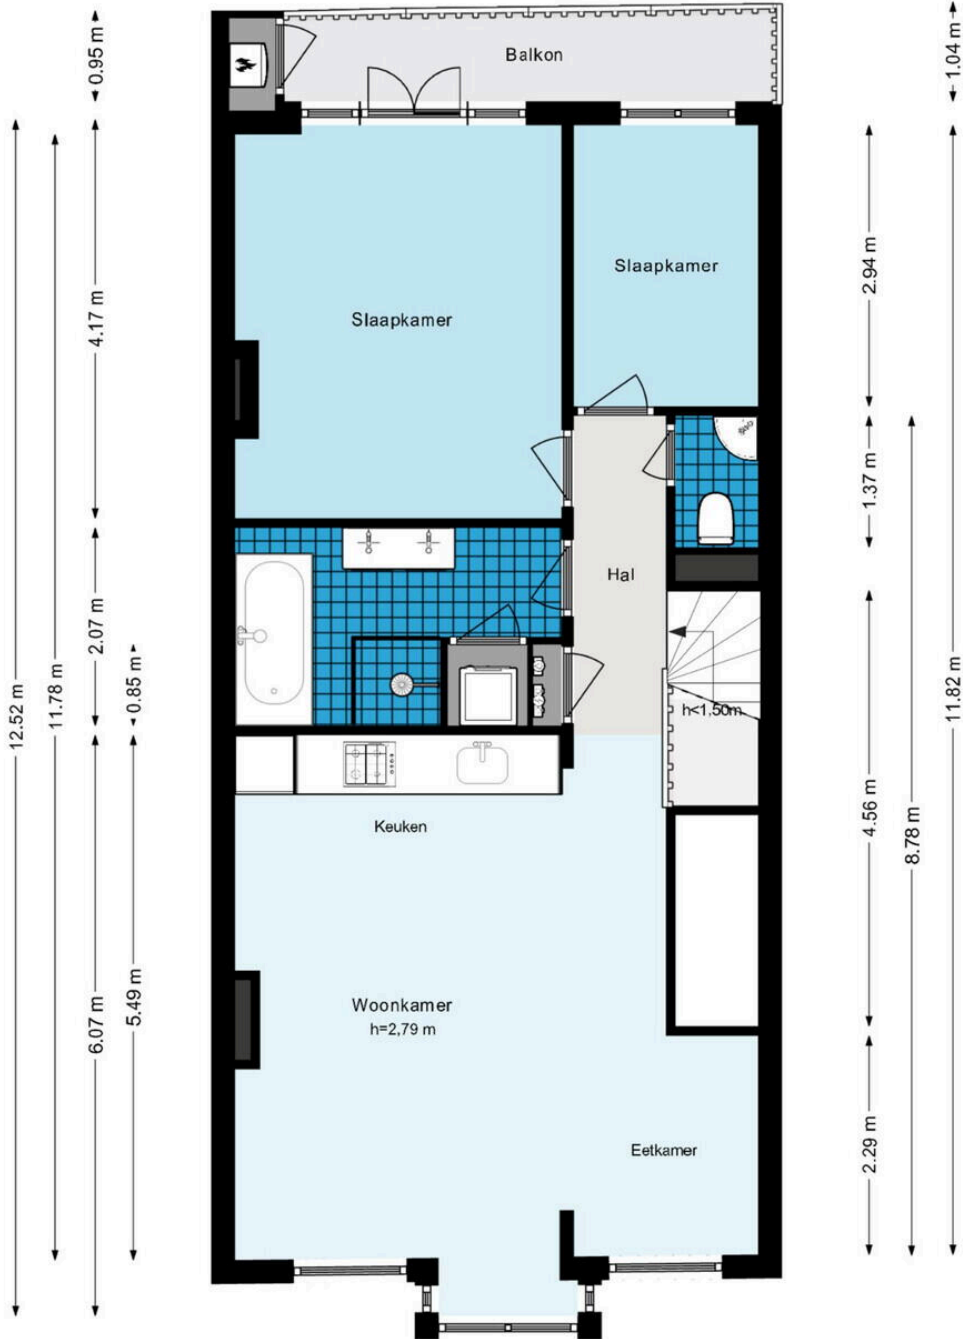 0.95 m
1.04 m
Balkon
4.17 m
2.94 m
Slaapkamer
Slaapkamer
1.37 m
Hal
2.07 m
0.85 m
12.52 m
11.78 m
h<1,50m
11.82 m
4.56 m
8.78 m
Keuken
6.07 m
5.49 m
Woonkamer
h=2,79 m
Eetkamer
2.29 m